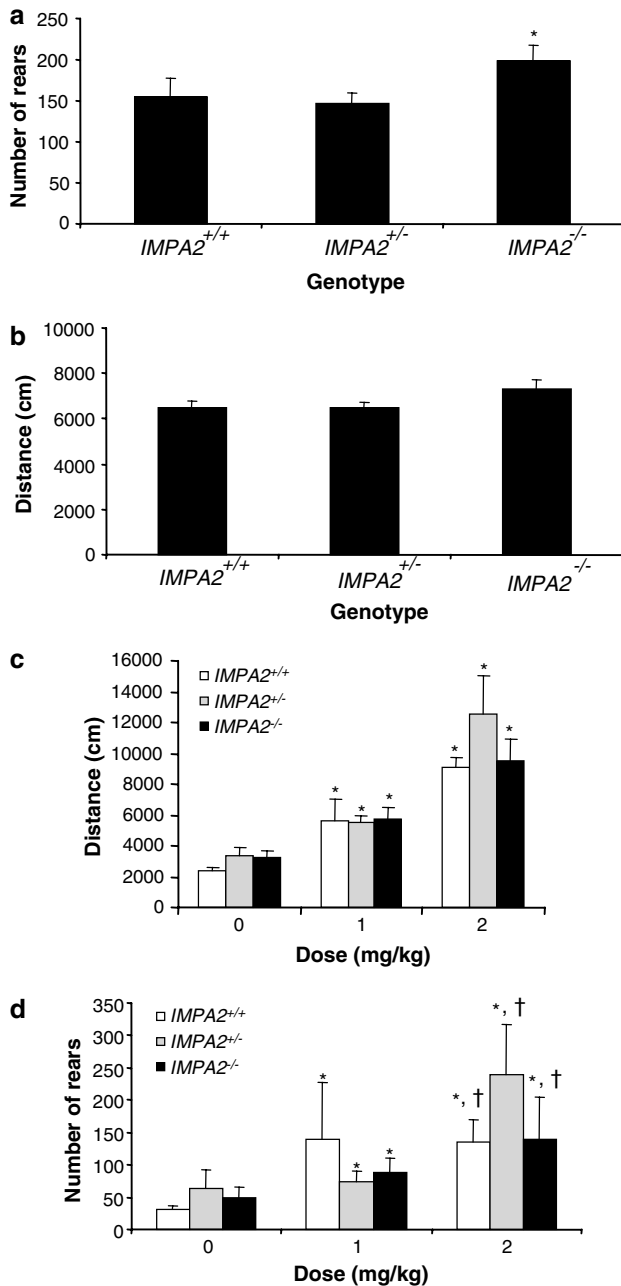 a
Number of rears
250
200
150
100
50
0
*
IMPA2+/+
IMPA2+/-
IMPA2-/-
Genotype
b
Distance (cm)
10000
8000
6000
4000
2000
0
IMPA2+/+
IMPA2+/-
IMPA2-/-
Genotype
c
Distance (cm)
16000
14000
12000
10000
8000
6000
4000
2000
0
IMPA2+/+
IMPA2+/-
IMPA2-/-
* * *
* * *
0 1 2
Dose (mg/kg)
d
Number of rears
350
300
250
200
150
100
50
0
IMPA2+/+
IMPA2+/-
IMPA2-/-
* * *
*, † *, † *, †
0 1 2
Dose (mg/kg)